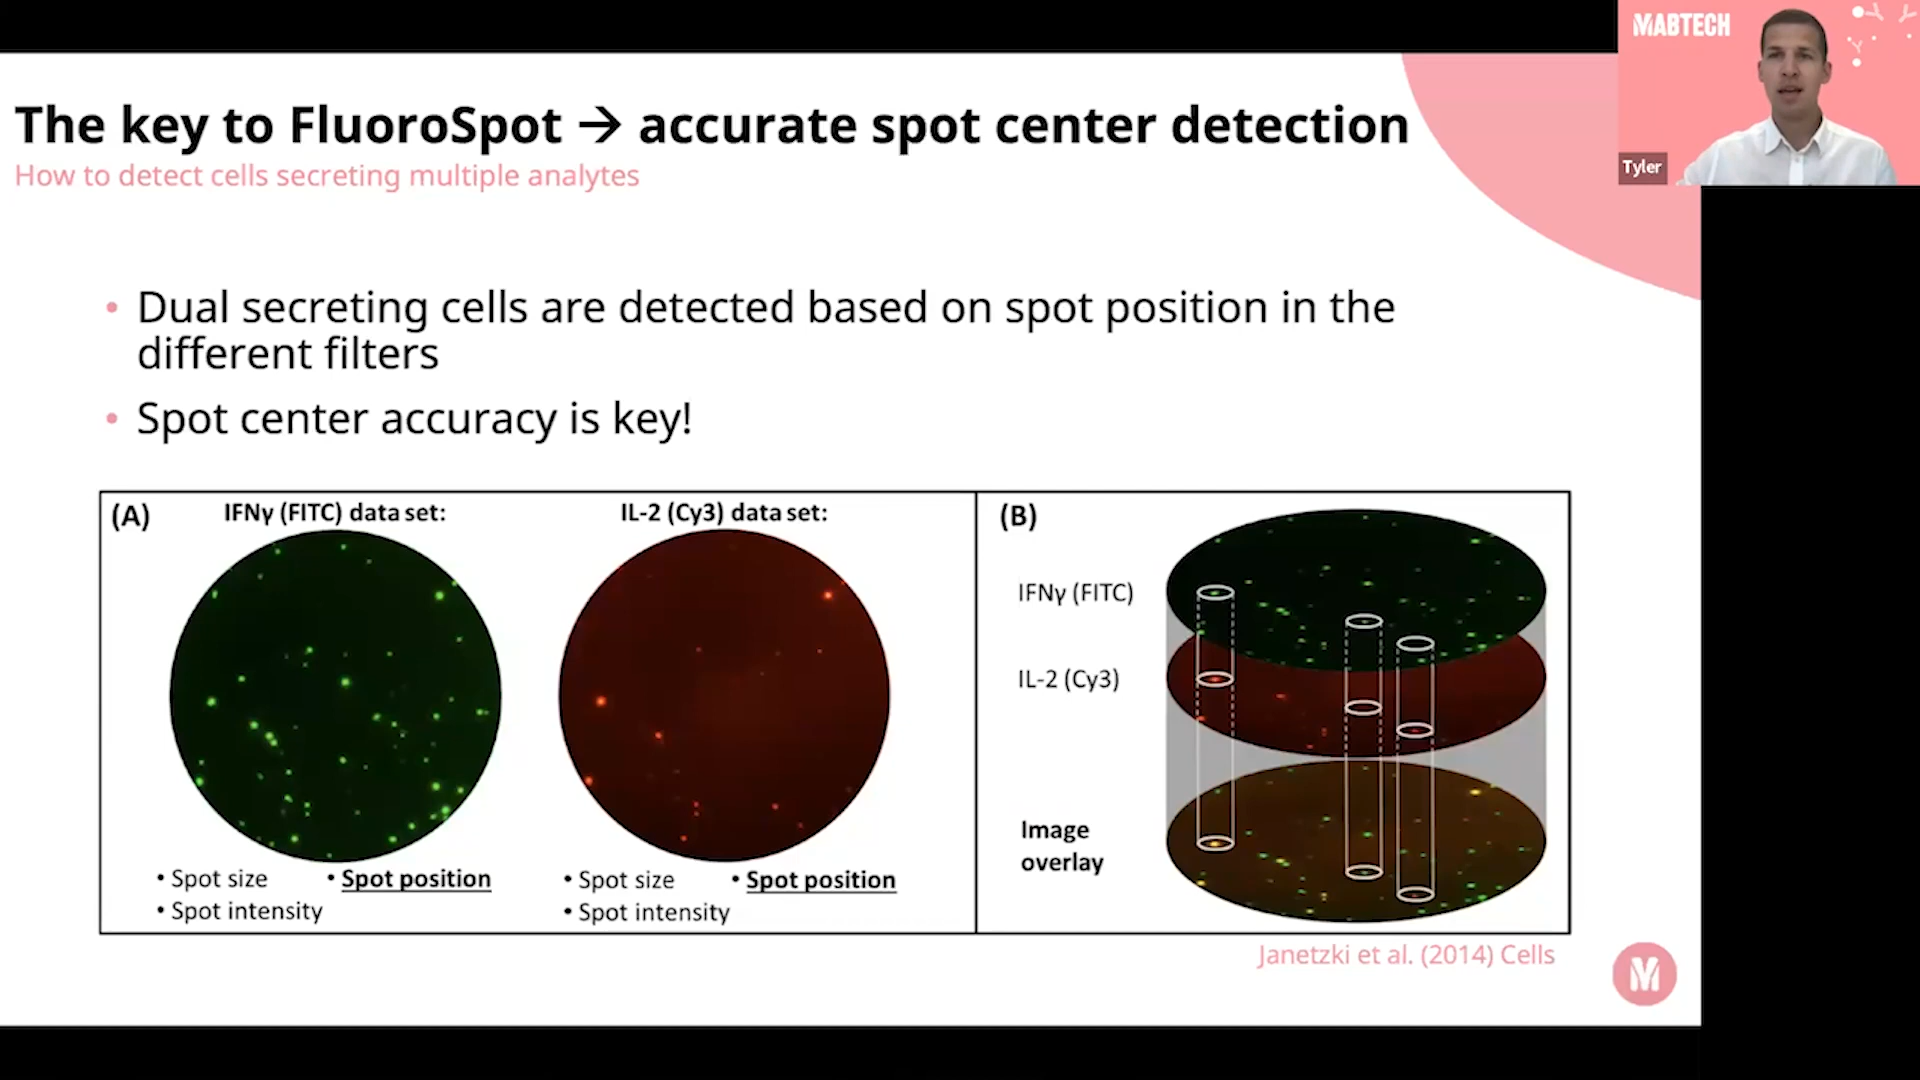 MABTECH
Tyler
The key to FluoroSpot → accurate spot center detection
How to detect cells secreting multiple analytes
• Dual secreting cells are detected based on spot position in the
different filters
• Spot center accuracy is key!
(A)
IFNγ (FITC) data set:
IL-2 (Cy3) data set:
• Spot size
• Spot position
• Spot intensity
• Spot size
• Spot position
• Spot intensity
(B)
IFNγ (FITC)
IL-2 (Cy3)
Image
overlay
Janetzki et al. (2014) Cells
M